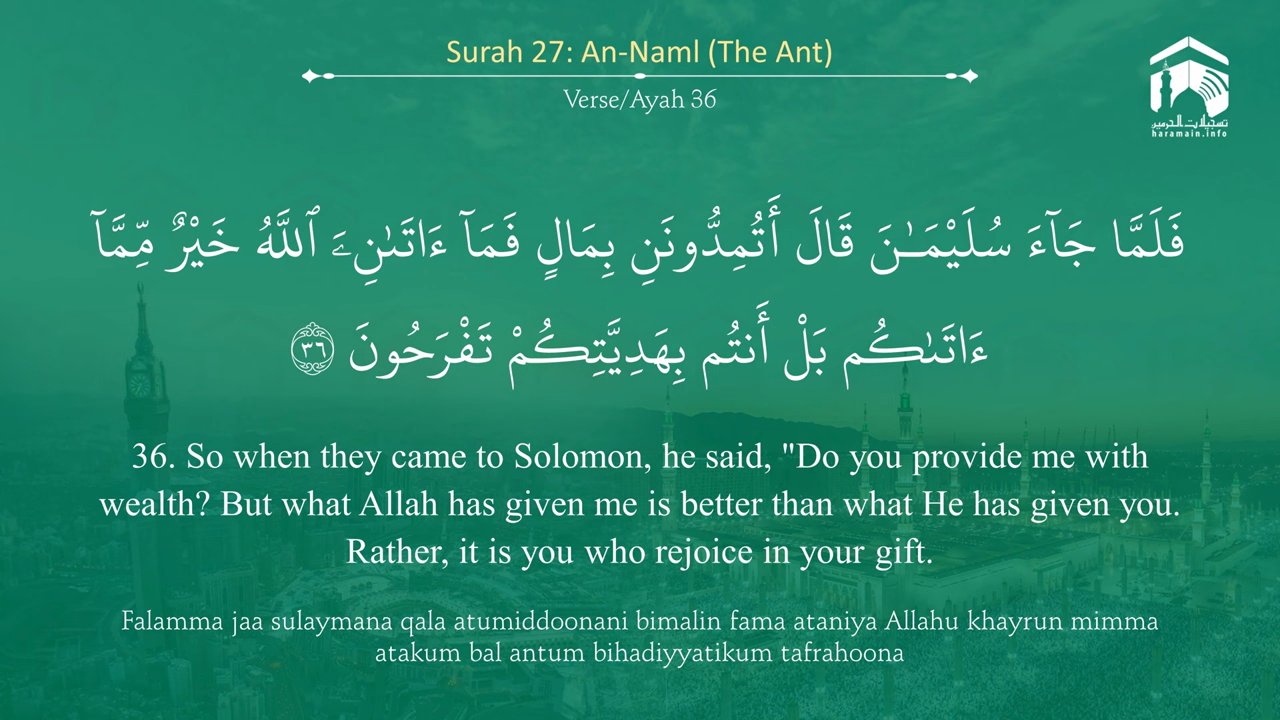 Surah 27: An-Naml (The Ant)
Verse/Ayah 36
تسجيلات الحرمين
haramain.info
فَلَمَّا جَآءَ سُلَيْمَـٰنَ قَالَ أَتُمِدُّونَنِ بِمَالٍ فَمَآ ءَاتَىٰنِۦَ ٱللَّهُ خَيْرٌ مِّمَّآ
ءَاتَىٰكُم بَلْ أَنتُم بِهَدِيَّتِكُمْ تَفْرَحُونَ ٣٦
36. So when they came to Solomon, he said, "Do you provide me with
wealth? But what Allah has given me is better than what He has given you.
Rather, it is you who rejoice in your gift.
Falamma jaa sulaymana qala atumiddoonani bimalin fama ataniya Allahu khayrun mimma
atakum bal antum bihadiyyatikum tafrahoona